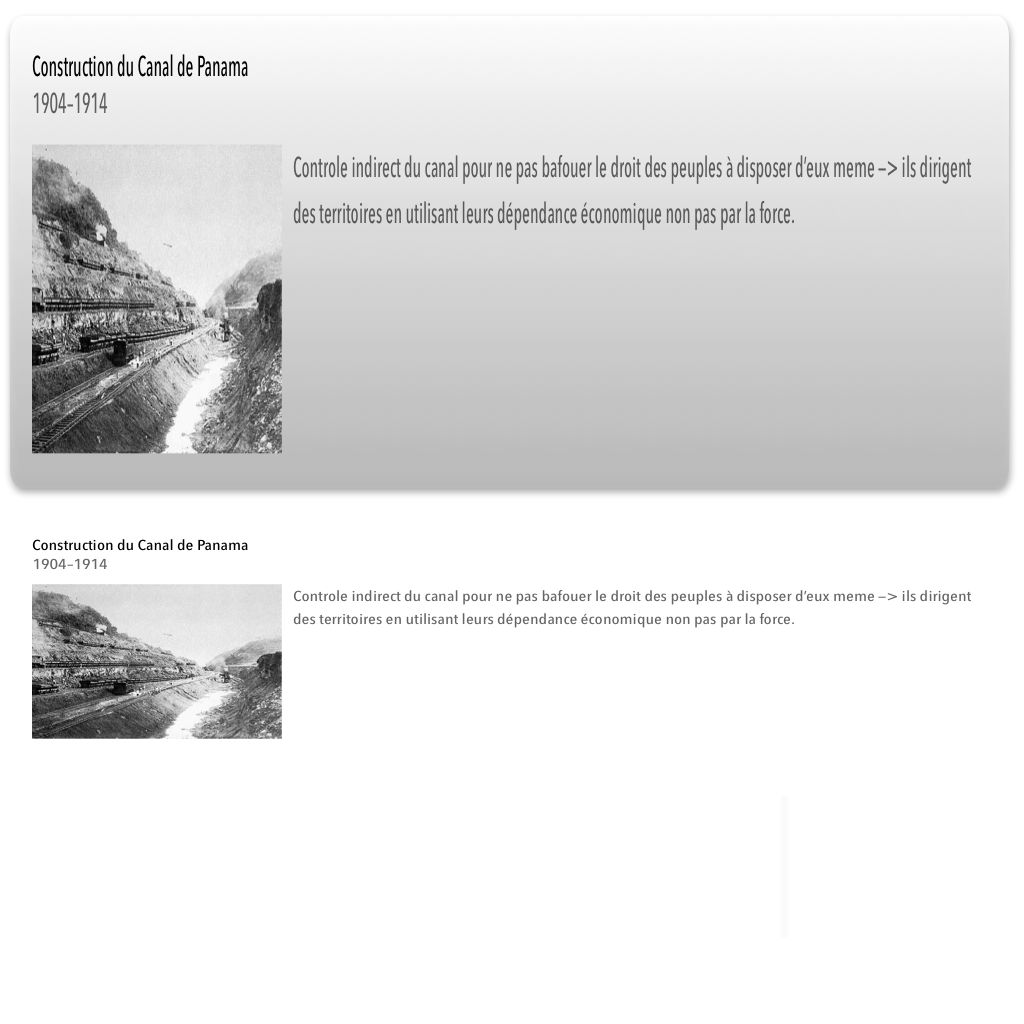 Construction du Canal de Panama
1904–1914
Controle indirect du canal pour ne pas bafouer le droit des peuples à disposer d’eux meme –> ils dirigent
des territoires en utilisant leurs dépendance économique non pas par la force.
Construction du Canal de Panama
1904–1914
Controle indirect du canal pour ne pas bafouer le droit des peuples à disposer d’eux meme –> ils dirigent
des territoires en utilisant leurs dépendance économique non pas par la force.